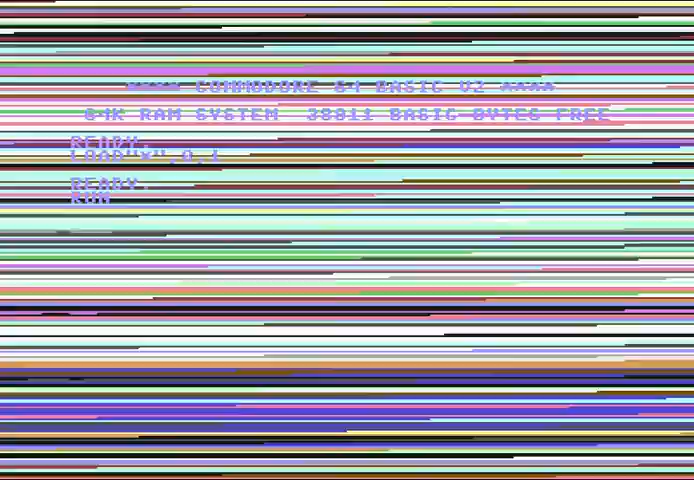 **** COMMODORE 64 BASIC V2 ****
64K RAM SYSTEM 38911 BASIC BYTES FREE
READY.
LOAD"*",8,1
READY.
RUN